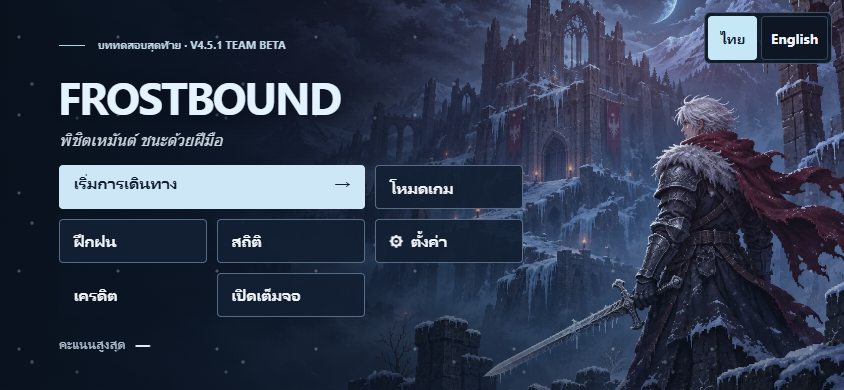 บททดสอบสุดท้าย · V4.5.1 TEAM BETA
ไทย English
FROSTBOUND
พิชิตเหมันต์ ชนะด้วยฝีมือ
เริ่มการเดินทาง →
โหมดเกม
ฝึกฝน
สถิติ
⚙ ตั้งค่า
เครดิต
เปิดเต็มจอ
คะแนนสูงสุด —